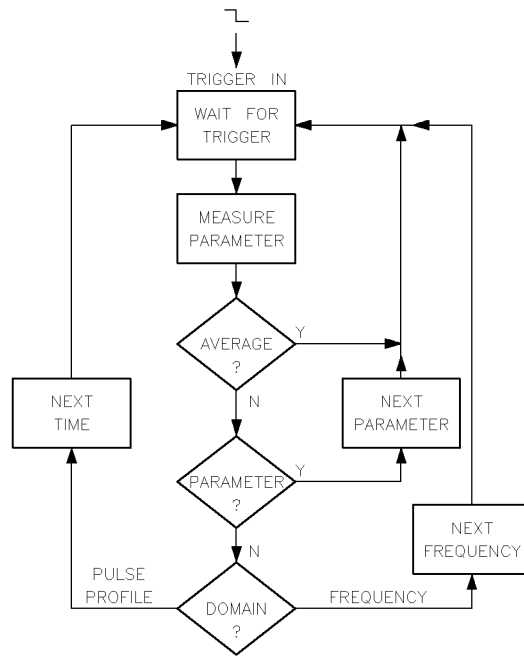 TRIGGER IN
WAIT FOR
TRIGGER
MEASURE
PARAMETER
AVERAGE
?
Y
N
NEXT
TIME
NEXT
PARAMETER
PARAMETER
?
Y
N
NEXT
FREQUENCY
PULSE
PROFILE
DOMAIN
?
FREQUENCY